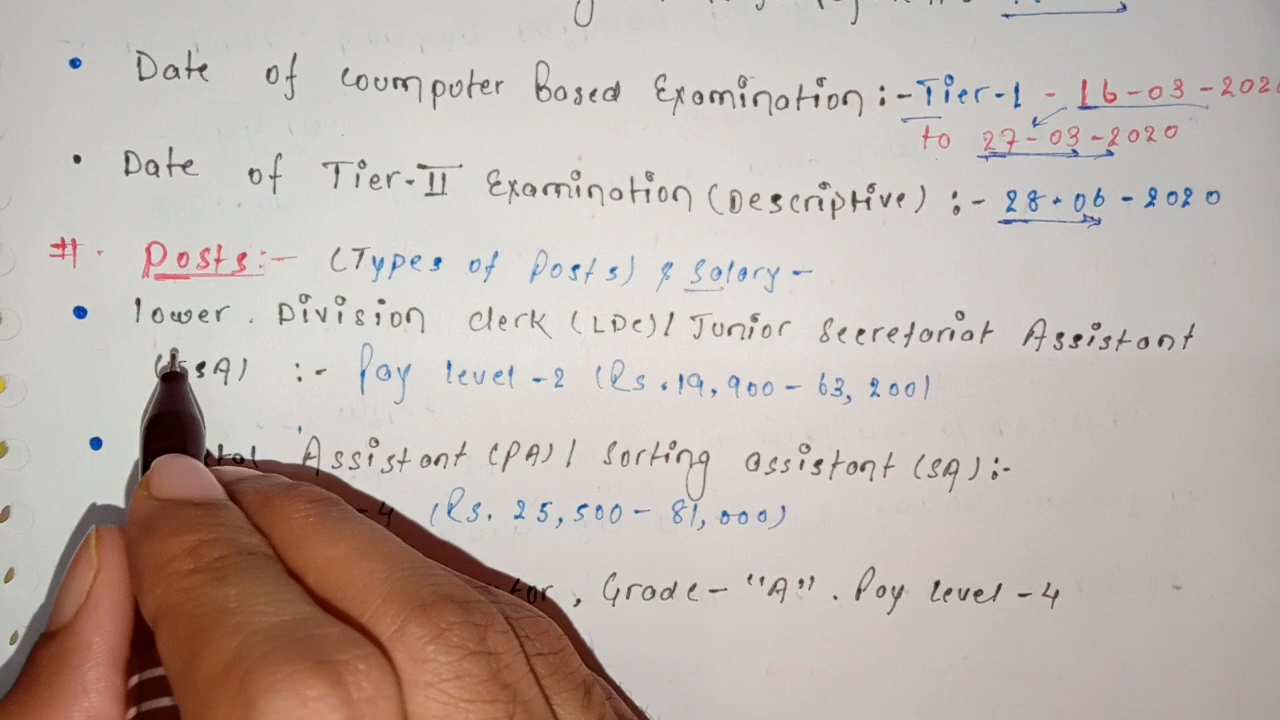 Date of coumputer Based Examination :- Tier-1 - 16-03-202
to 27-03-2020
Date of Tier-II Examination (Descriptive) :- 28-06-2020
#. Posts:- (Types of Posts) & Salary -
lower. Division clerk (LDC)/ Junior Secretariat Assistant
SA) :- Pay level -2 (Rs. 19,900 - 63,200)
Assistant (PA)/ Sorting assistant (SA):-
-4 (Rs. 25,500 - 81,000)
, Grade - "A". Pay level -4